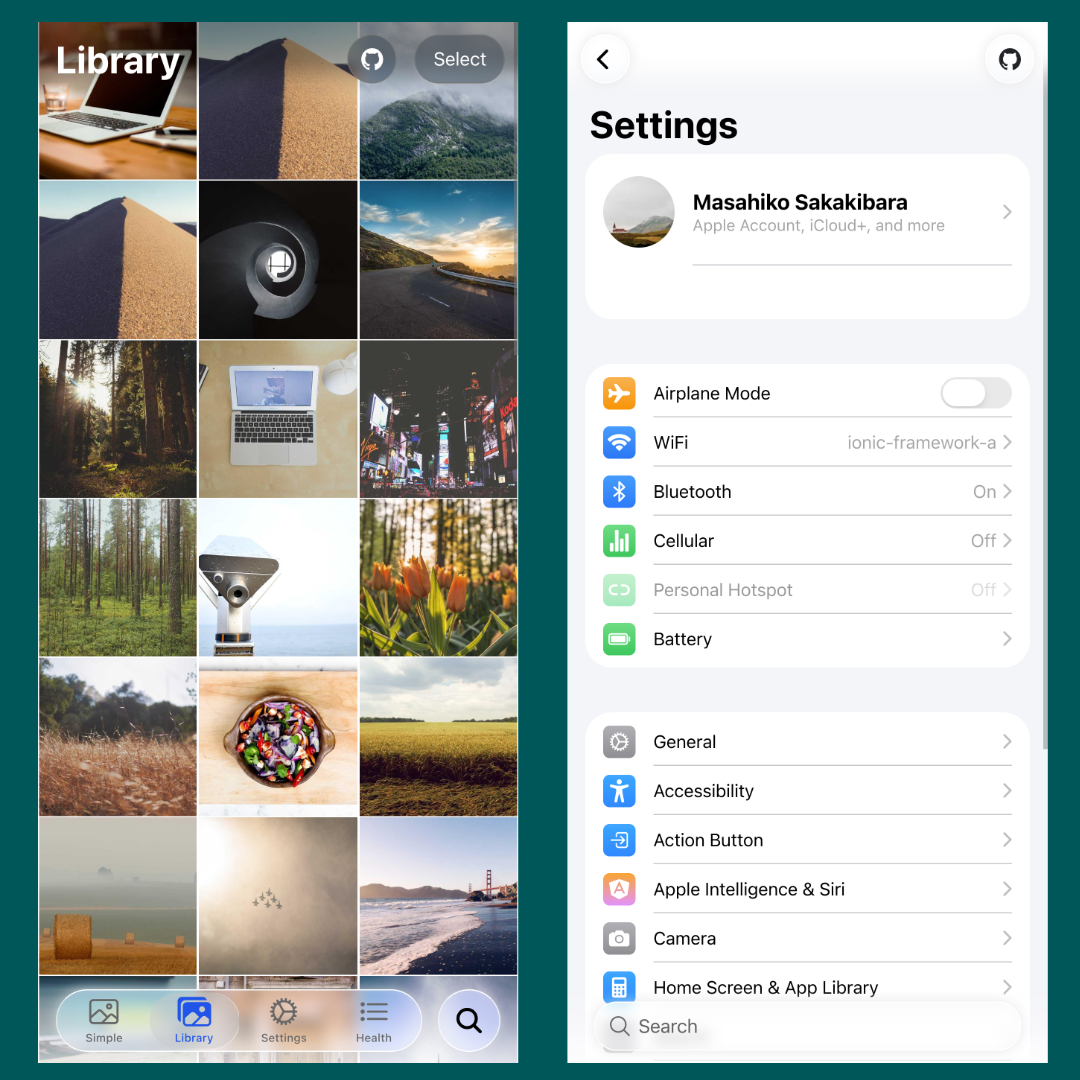 Library
Select
Kodak
Simple
Library
Settings
Health
Settings
Masahiko Sakakibara
Apple Account, iCloud+, and more
Airplane Mode
WiFi ionic-framework-a
Bluetooth On
Cellular Off
Personal Hotspot Off
Battery
General
Accessibility
Action Button
Apple Intelligence & Siri
Camera
Home Screen & App Library
Search